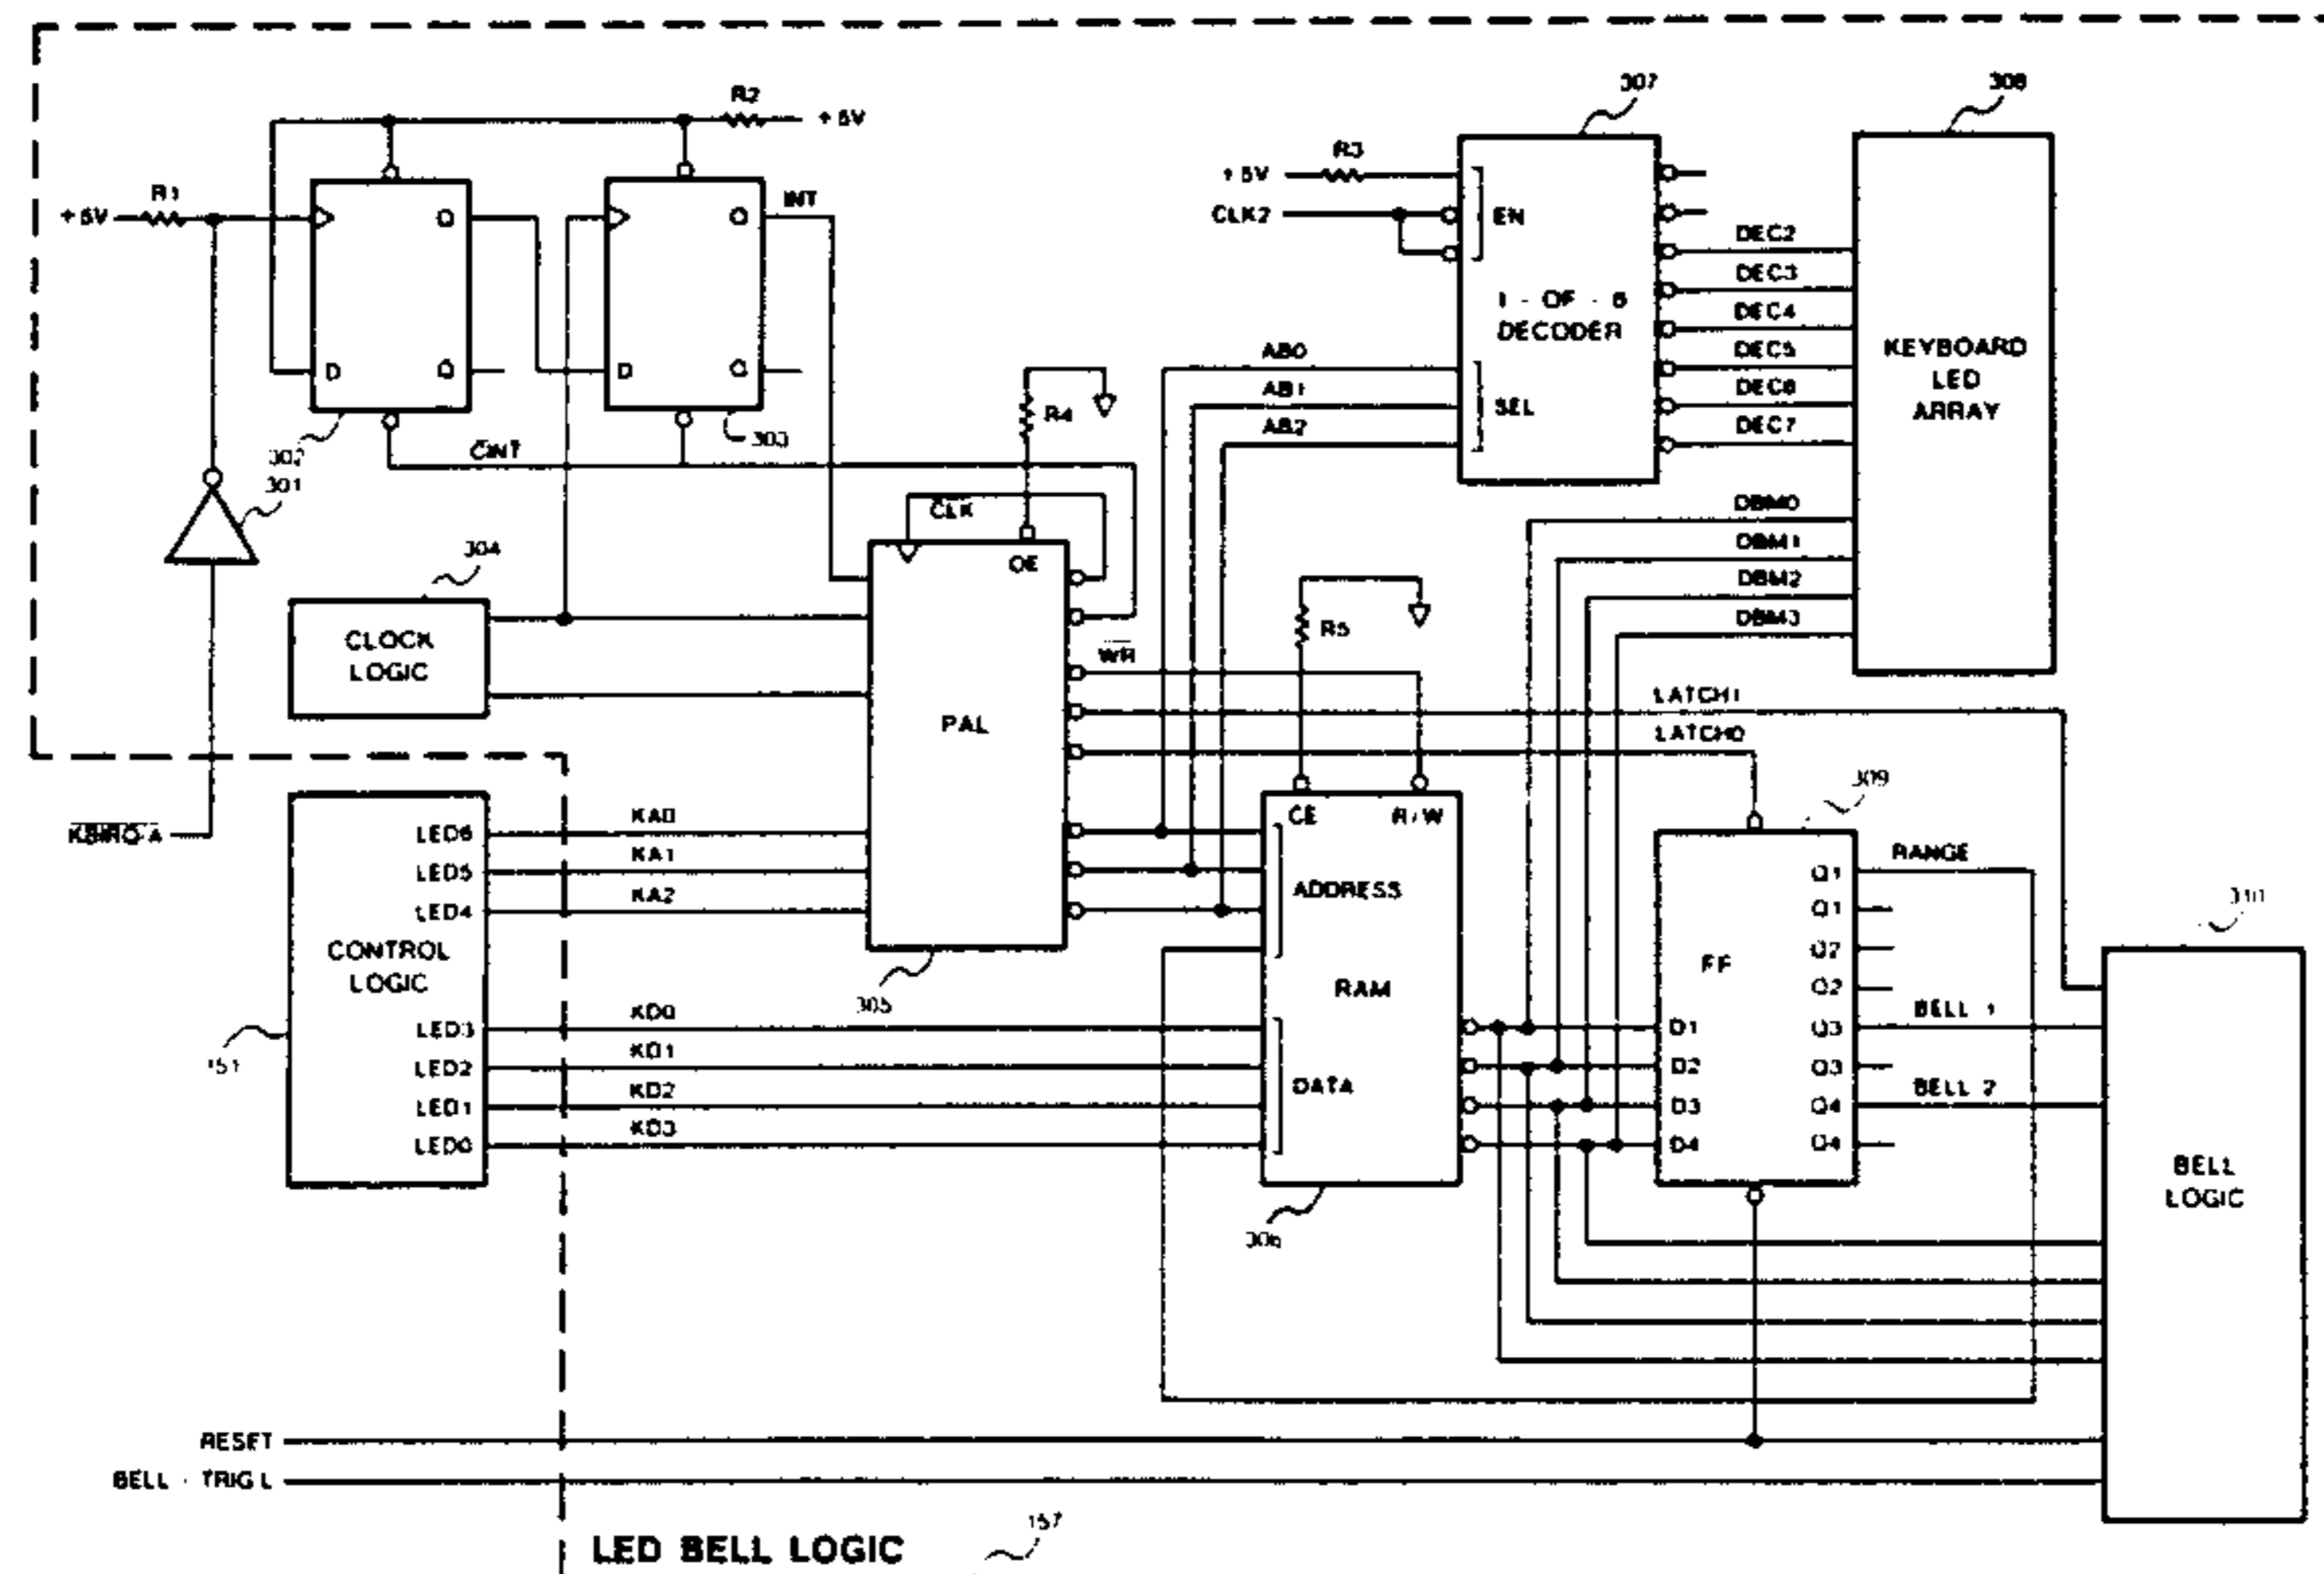 307
308
R2
+5V
R3
+5V
R1
+5V
Q
Q
INT
CLK2
EN
DEC2
DEC3
1 - OF - 8
DECODER
DEC4
DEC5
KEYBOARD
LED
ARRAY
D
Q
D
Q
AB0
AB1
AB2
SEL
DEC6
DEC7
R4
302
303
CINT
301
CLK
OE
DBM0
DBM1
DBM2
DBM3
304
CLOCK
LOGIC
R5
WR
PAL
LATCH1
LATCH0
309
KBIRQ A
LED6
LED5
LED4
KA0
KA1
KA2
CE
R/W
ADDRESS
RANGE
Q1
Q1
Q2
Q2
310
CONTROL
LOGIC
305
RAM
FF
151
LED3
LED2
LED1
LED0
KD0
KD1
KD2
KD3
DATA
D1
D2
D3
D4
Q3
Q3
Q4
Q4
BELL 1
BELL 2
BELL
LOGIC
306
RESET
BELL - TRIG L
LED BELL LOGIC
157